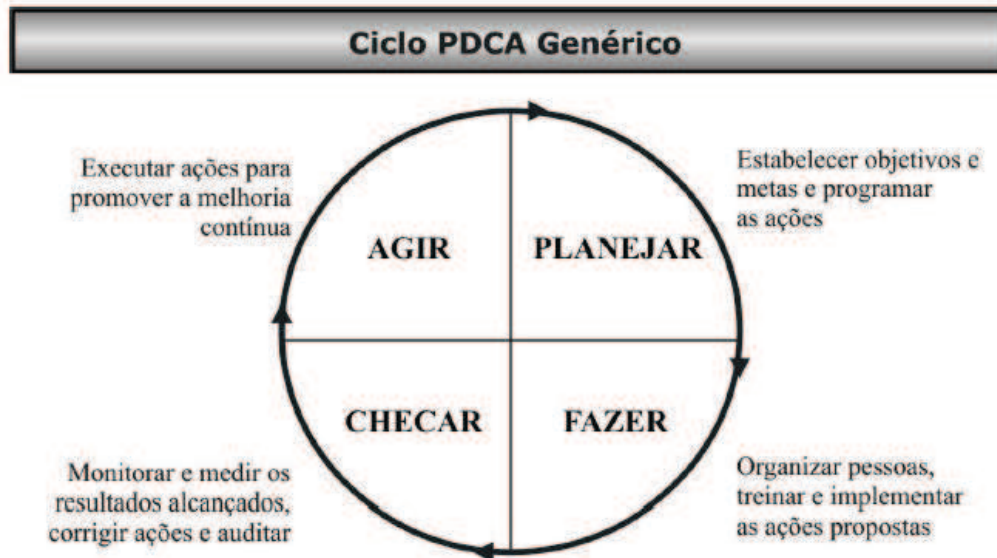 Ciclo PDCA Genérico
Executar ações para
promover a melhoria
contínua
Estabelecer objetivos e
metas e programar
as ações
AGIR
PLANEJAR
CHECAR
FAZER
Monitorar e medir os
resultados alcançados,
corrigir ações e auditar
Organizar pessoas,
treinar e implementar
as ações propostas